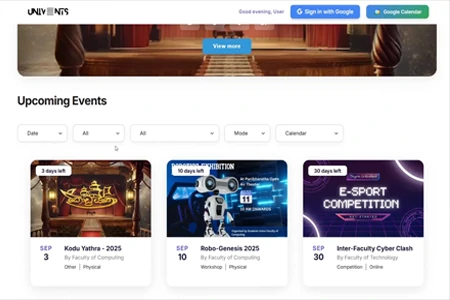 UNIVENTS
Good evening, User
Sign in with Google
Google Calendar
View more
Upcoming Events
Date
All
All
Mode
Calendar
3 days left
10 days left
30 days left
EXHIBITION
11
E-SPORT
COMPETITION
SEP
3
Kodu Yathra - 2025
By Faculty of Computing
Other | Physical
SEP
10
Robo-Genesis 2025
By Faculty of Computing
Workshop | Physical
SEP
30
Inter-Faculty Cyber Clash
By Faculty of Technology
Competition | Online